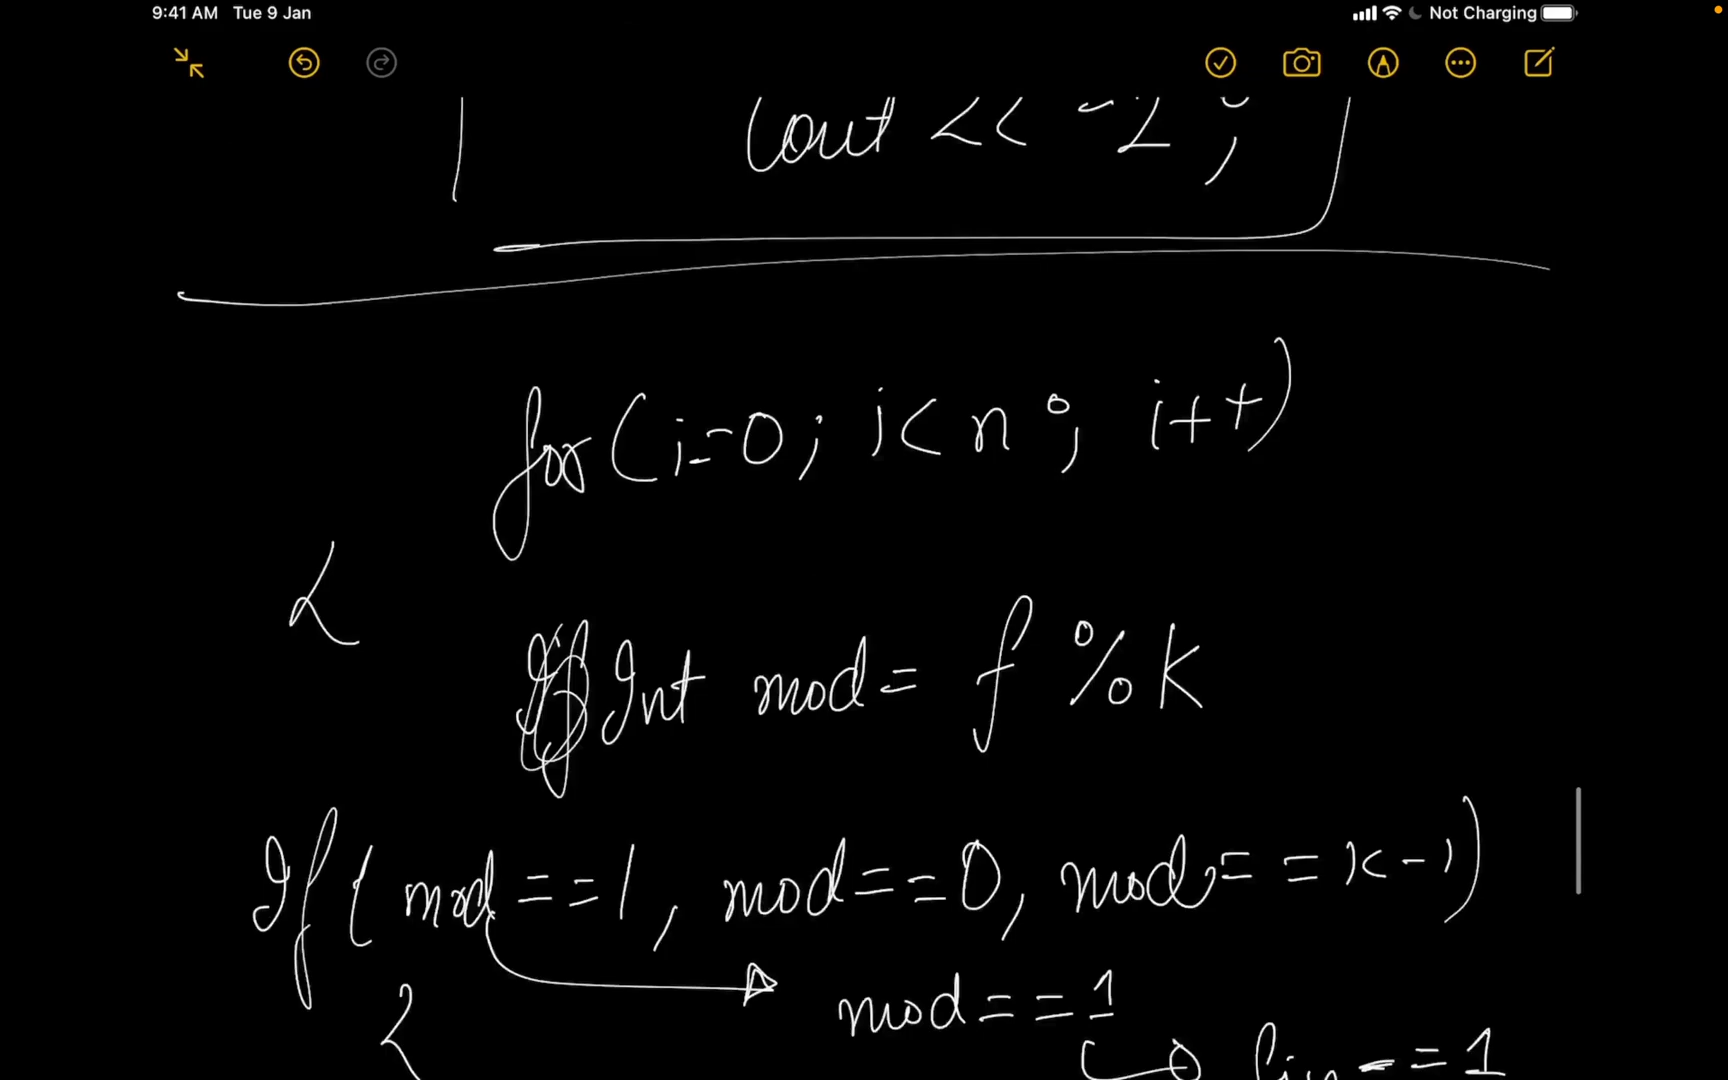 9:41 AM Tue 9 Jan Not Charging
Cout << -2 ;
for(i=0; i<n ; i++)
{
Int mod = f % K
If( mod==1, mod==0, mod==K-1)
{ mod==1